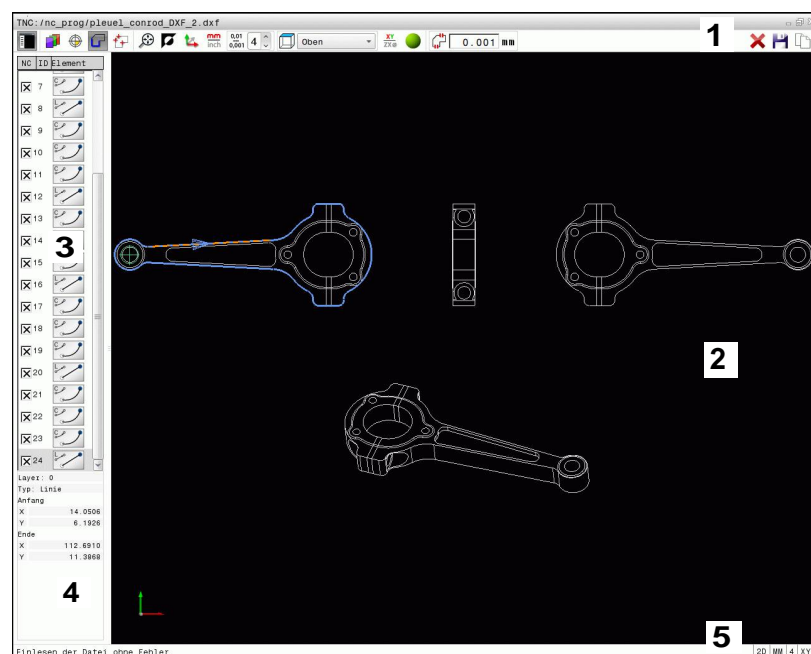 TNC:/nc_prog/pleuel_conrod_DXF_2.dxf
mm
inch
0,01
0,001
4
Oben
XY
ZXØ
0.001 mm
1
NC ID Element
7
8
9
10
11
12
13
14
3
15
16
17
18
19
20
21
22
23
24
2
Layer: 0
Typ: Linie
Anfang
X 14.0506
Y 6.1926
Ende
X 112.6910
Y 11.3868
4
5
Einlesen der Datei ohne Fehler
2D MM 4 XY